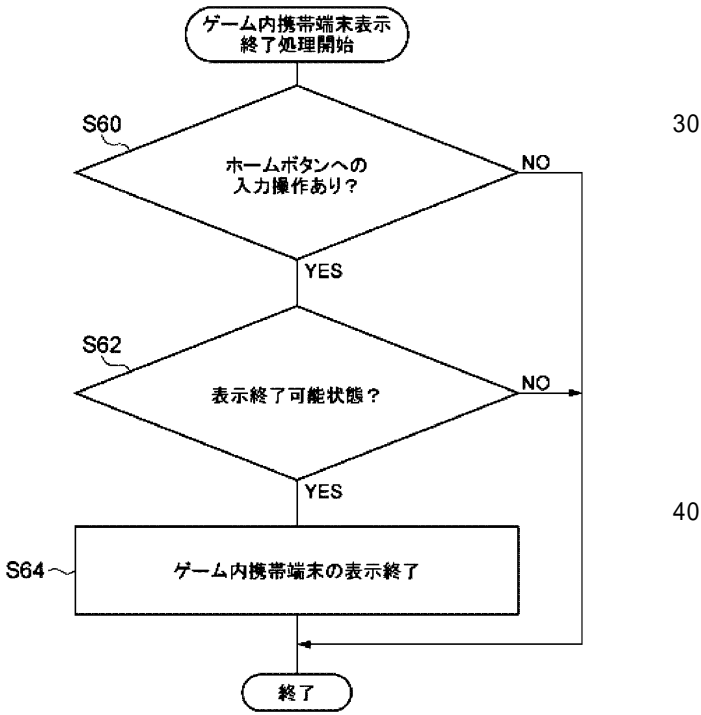 ゲーム内携帯端末表示
終了処理開始
S60
30
ホームボタンへの
入力操作あり？
NO
YES
S62
表示終了可能状態？
NO
YES
40
S64
ゲーム内携帯端末の表示終了
終了